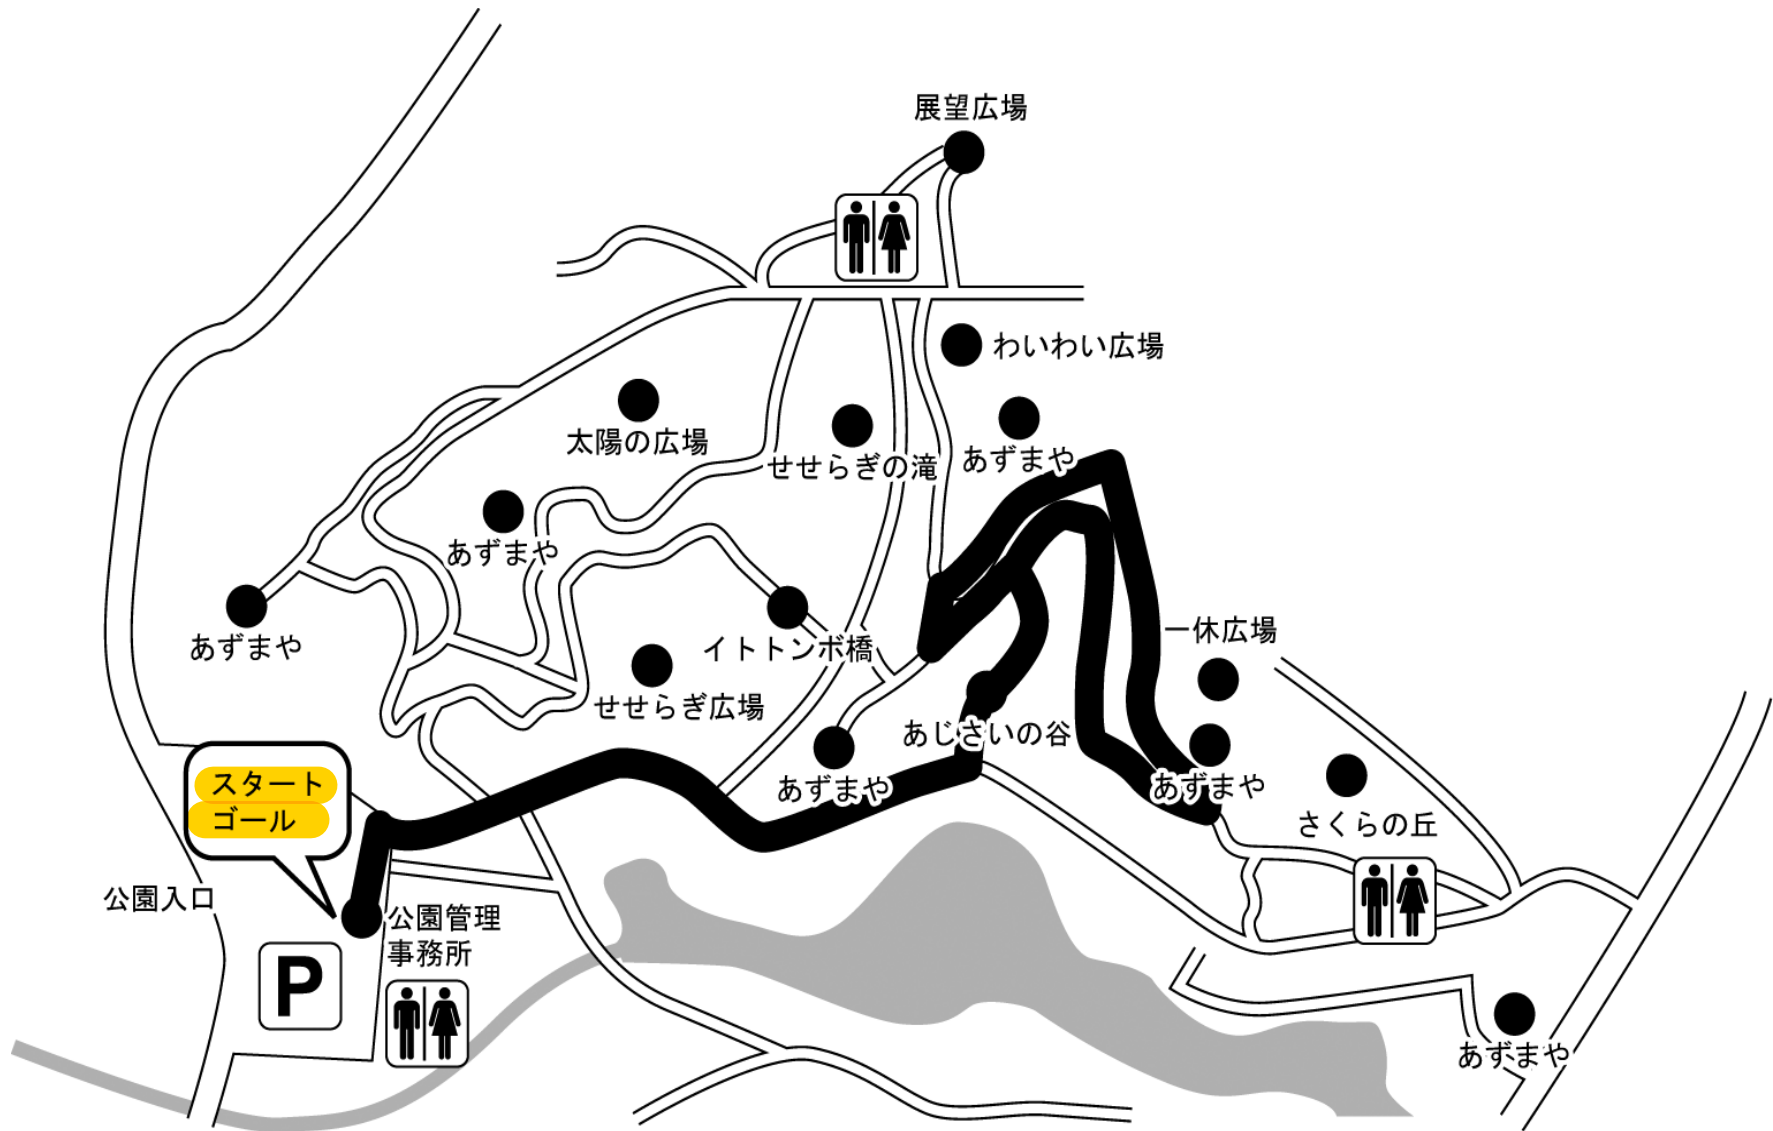 展望広場
わいわい広場
太陽の広場
せせらぎの滝
あずまや
あずまや
あずまや
イトトンボ橋
一休広場
せせらぎ広場
あじさいの谷
あずまや
あずまや
さくらの丘
スタート
ゴール
公園入口
公園管理
事務所
P
あずまや